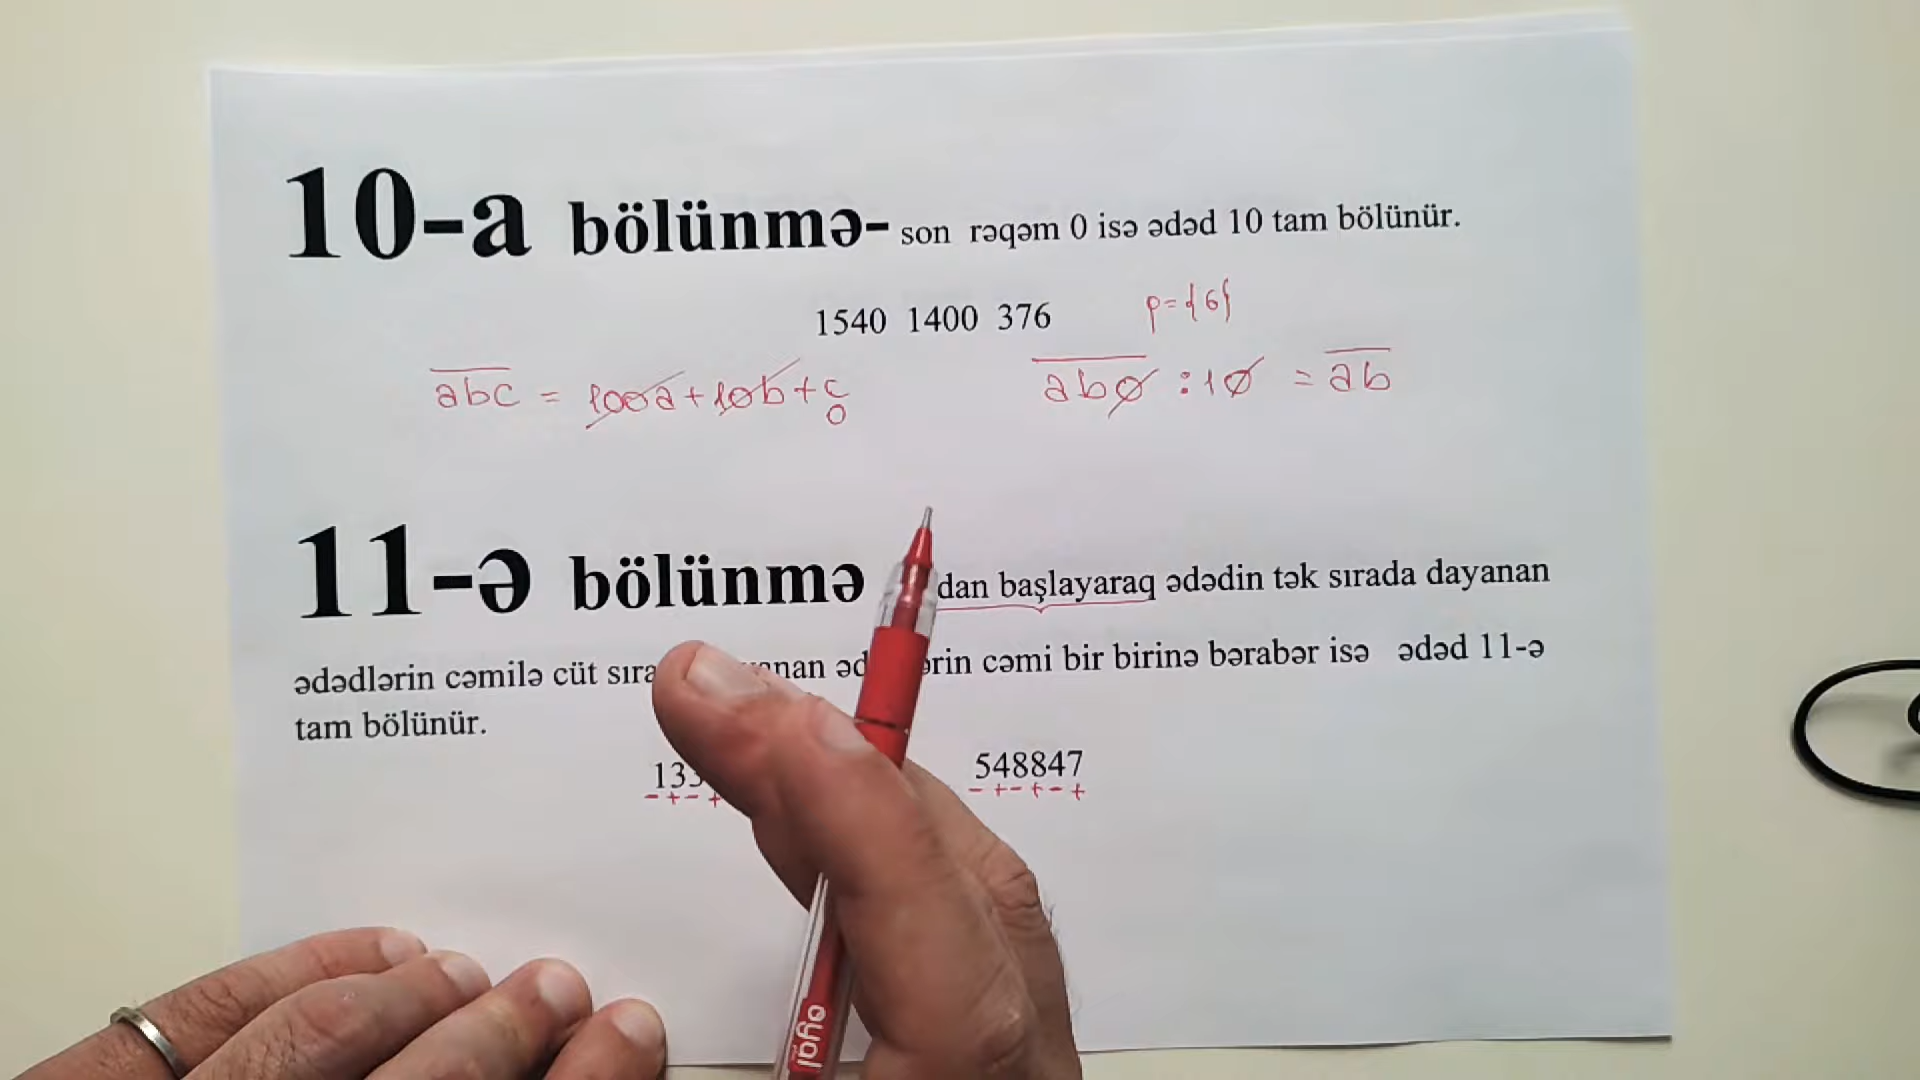 10-a bölünmə- son rəqəm 0 isə ədəd 10 tam bölünür.
1540 1400 376 p={6}
abc = 100a+10b+c 0
ab0 :10 = ab
11-ə bölünmə dan başlayaraq ədədin tək sırada dayanan
ədədlərin cəmilə cüt cəmi bir birinə bərabər isə ədəd 11-ə
tam bölünür.
548847
- + - + - +